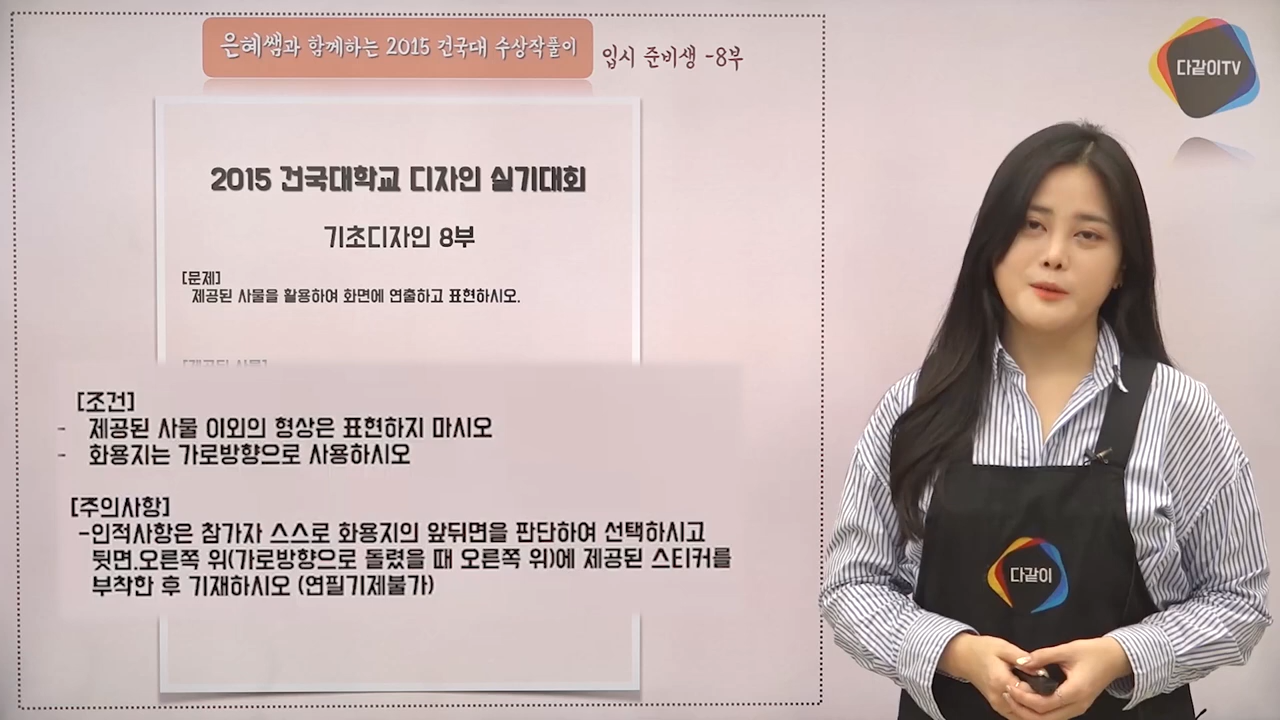 은혜쌤과 함께하는 2015 건국대 수상작풀이
입시 준비생 -8부
다같이TV
2015 건국대학교 디자인 실기대회
기초디자인 8부
[문제]
제공된 사물을 활용하여 화면에 연출하고 표현하시오.
[제공된 사물]
[조건]
- 제공된 사물 이외의 형상은 표현하지 마시오
- 화용지는 가로방향으로 사용하시오
[주의사항]
-인적사항은 참가자 스스로 화용지의 앞뒤면을 판단하여 선택하시고
뒷면.오른쪽 위(가로방향으로 돌렸을 때 오른쪽 위)에 제공된 스티커를
부착한 후 기재하시오 (연필기제불가)
다같이